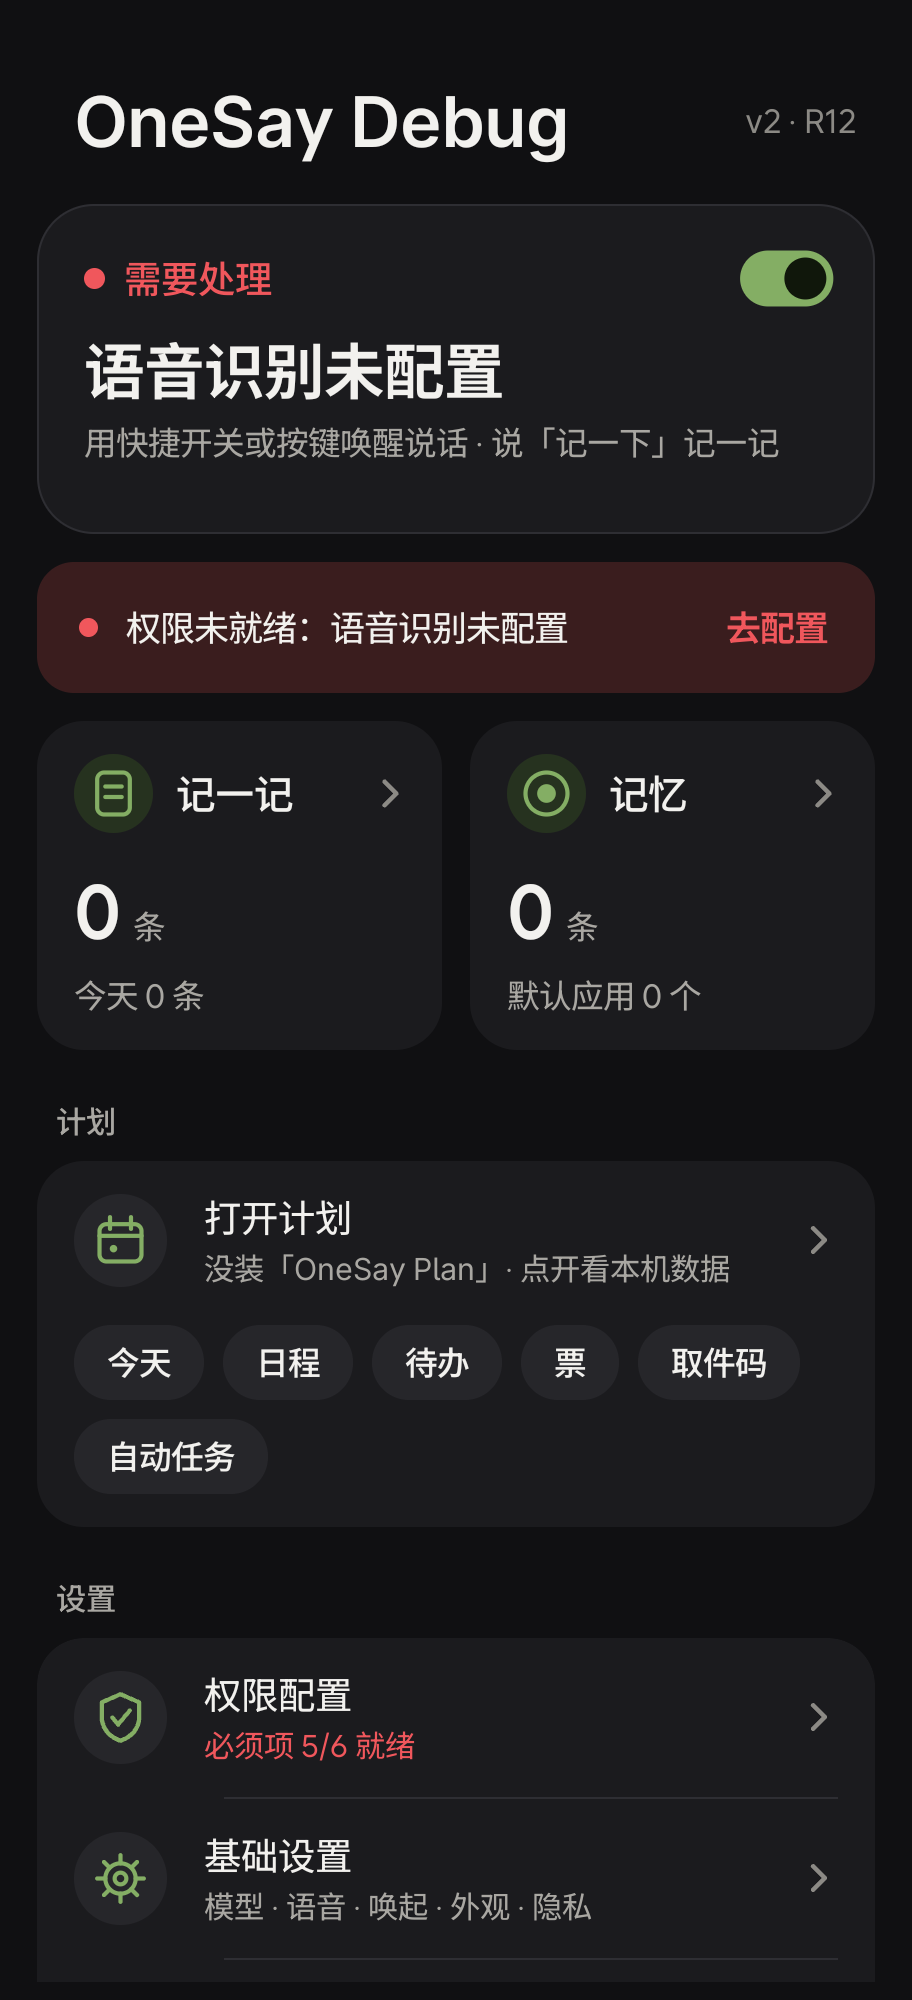 OneSay Debug
v2 · R12
需要处理
语音识别未配置
用快捷开关或按键唤醒说话 · 说「记一下」记一记
权限未就绪：语音识别未配置
去配置
记一记
0 条
今天 0 条
记忆
0 条
默认应用 0 个
计划
打开计划
没装「OneSay Plan」· 点开看本机数据
今天
日程
待办
票
取件码
自动任务
设置
权限配置
必须项 5/6 就绪
基础设置
模型 · 语音 · 唤起 · 外观 · 隐私